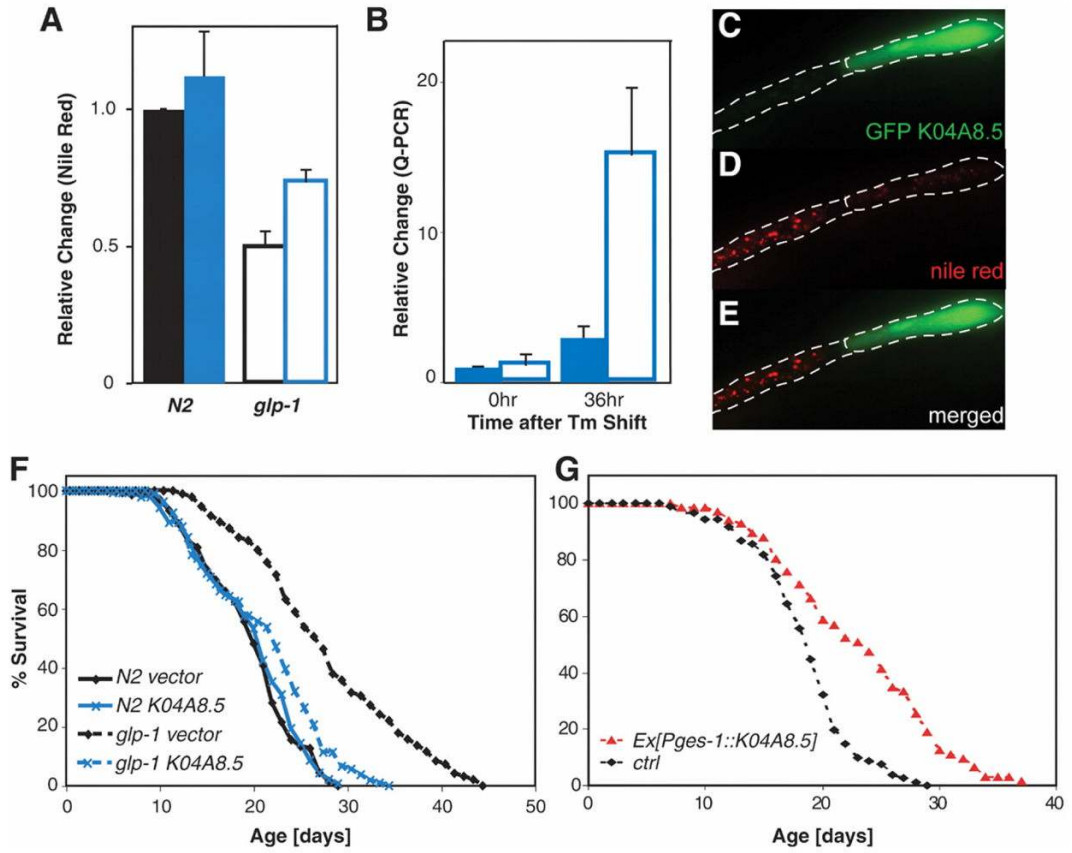 A
Relative Change (Nile Red)
1.0
0.5
0
N2
glp-1
B
Relative Change (Q-PCR)
20
10
0
0hr
36hr
Time after Tm Shift
C
GFP K04A8.5
D
nile red
E
merged
F
% Survival
100
80
60
40
20
0
N2 vector
N2 K04A8.5
glp-1 vector
glp-1 K04A8.5
0
10
20
30
40
50
Age [days]
G
100
80
60
40
20
0
Ex[Pges-1::K04A8.5]
ctrl
0
10
20
30
40
Age [days]